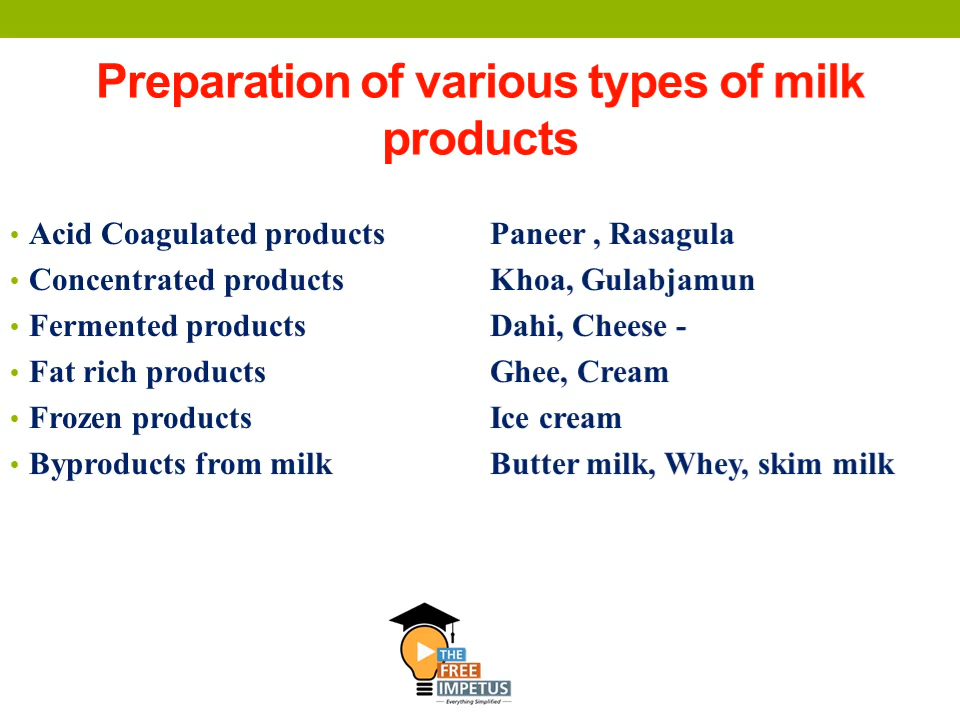 Preparation of various types of milk
products
• Acid Coagulated products Paneer , Rasagula
• Concentrated products Khoa, Gulabjamun
• Fermented products Dahi, Cheese -
• Fat rich products Ghee, Cream
• Frozen products Ice cream
• Byproducts from milk Butter milk, Whey, skim milk
THE
FREE
IMPETUS
Everything Simplified